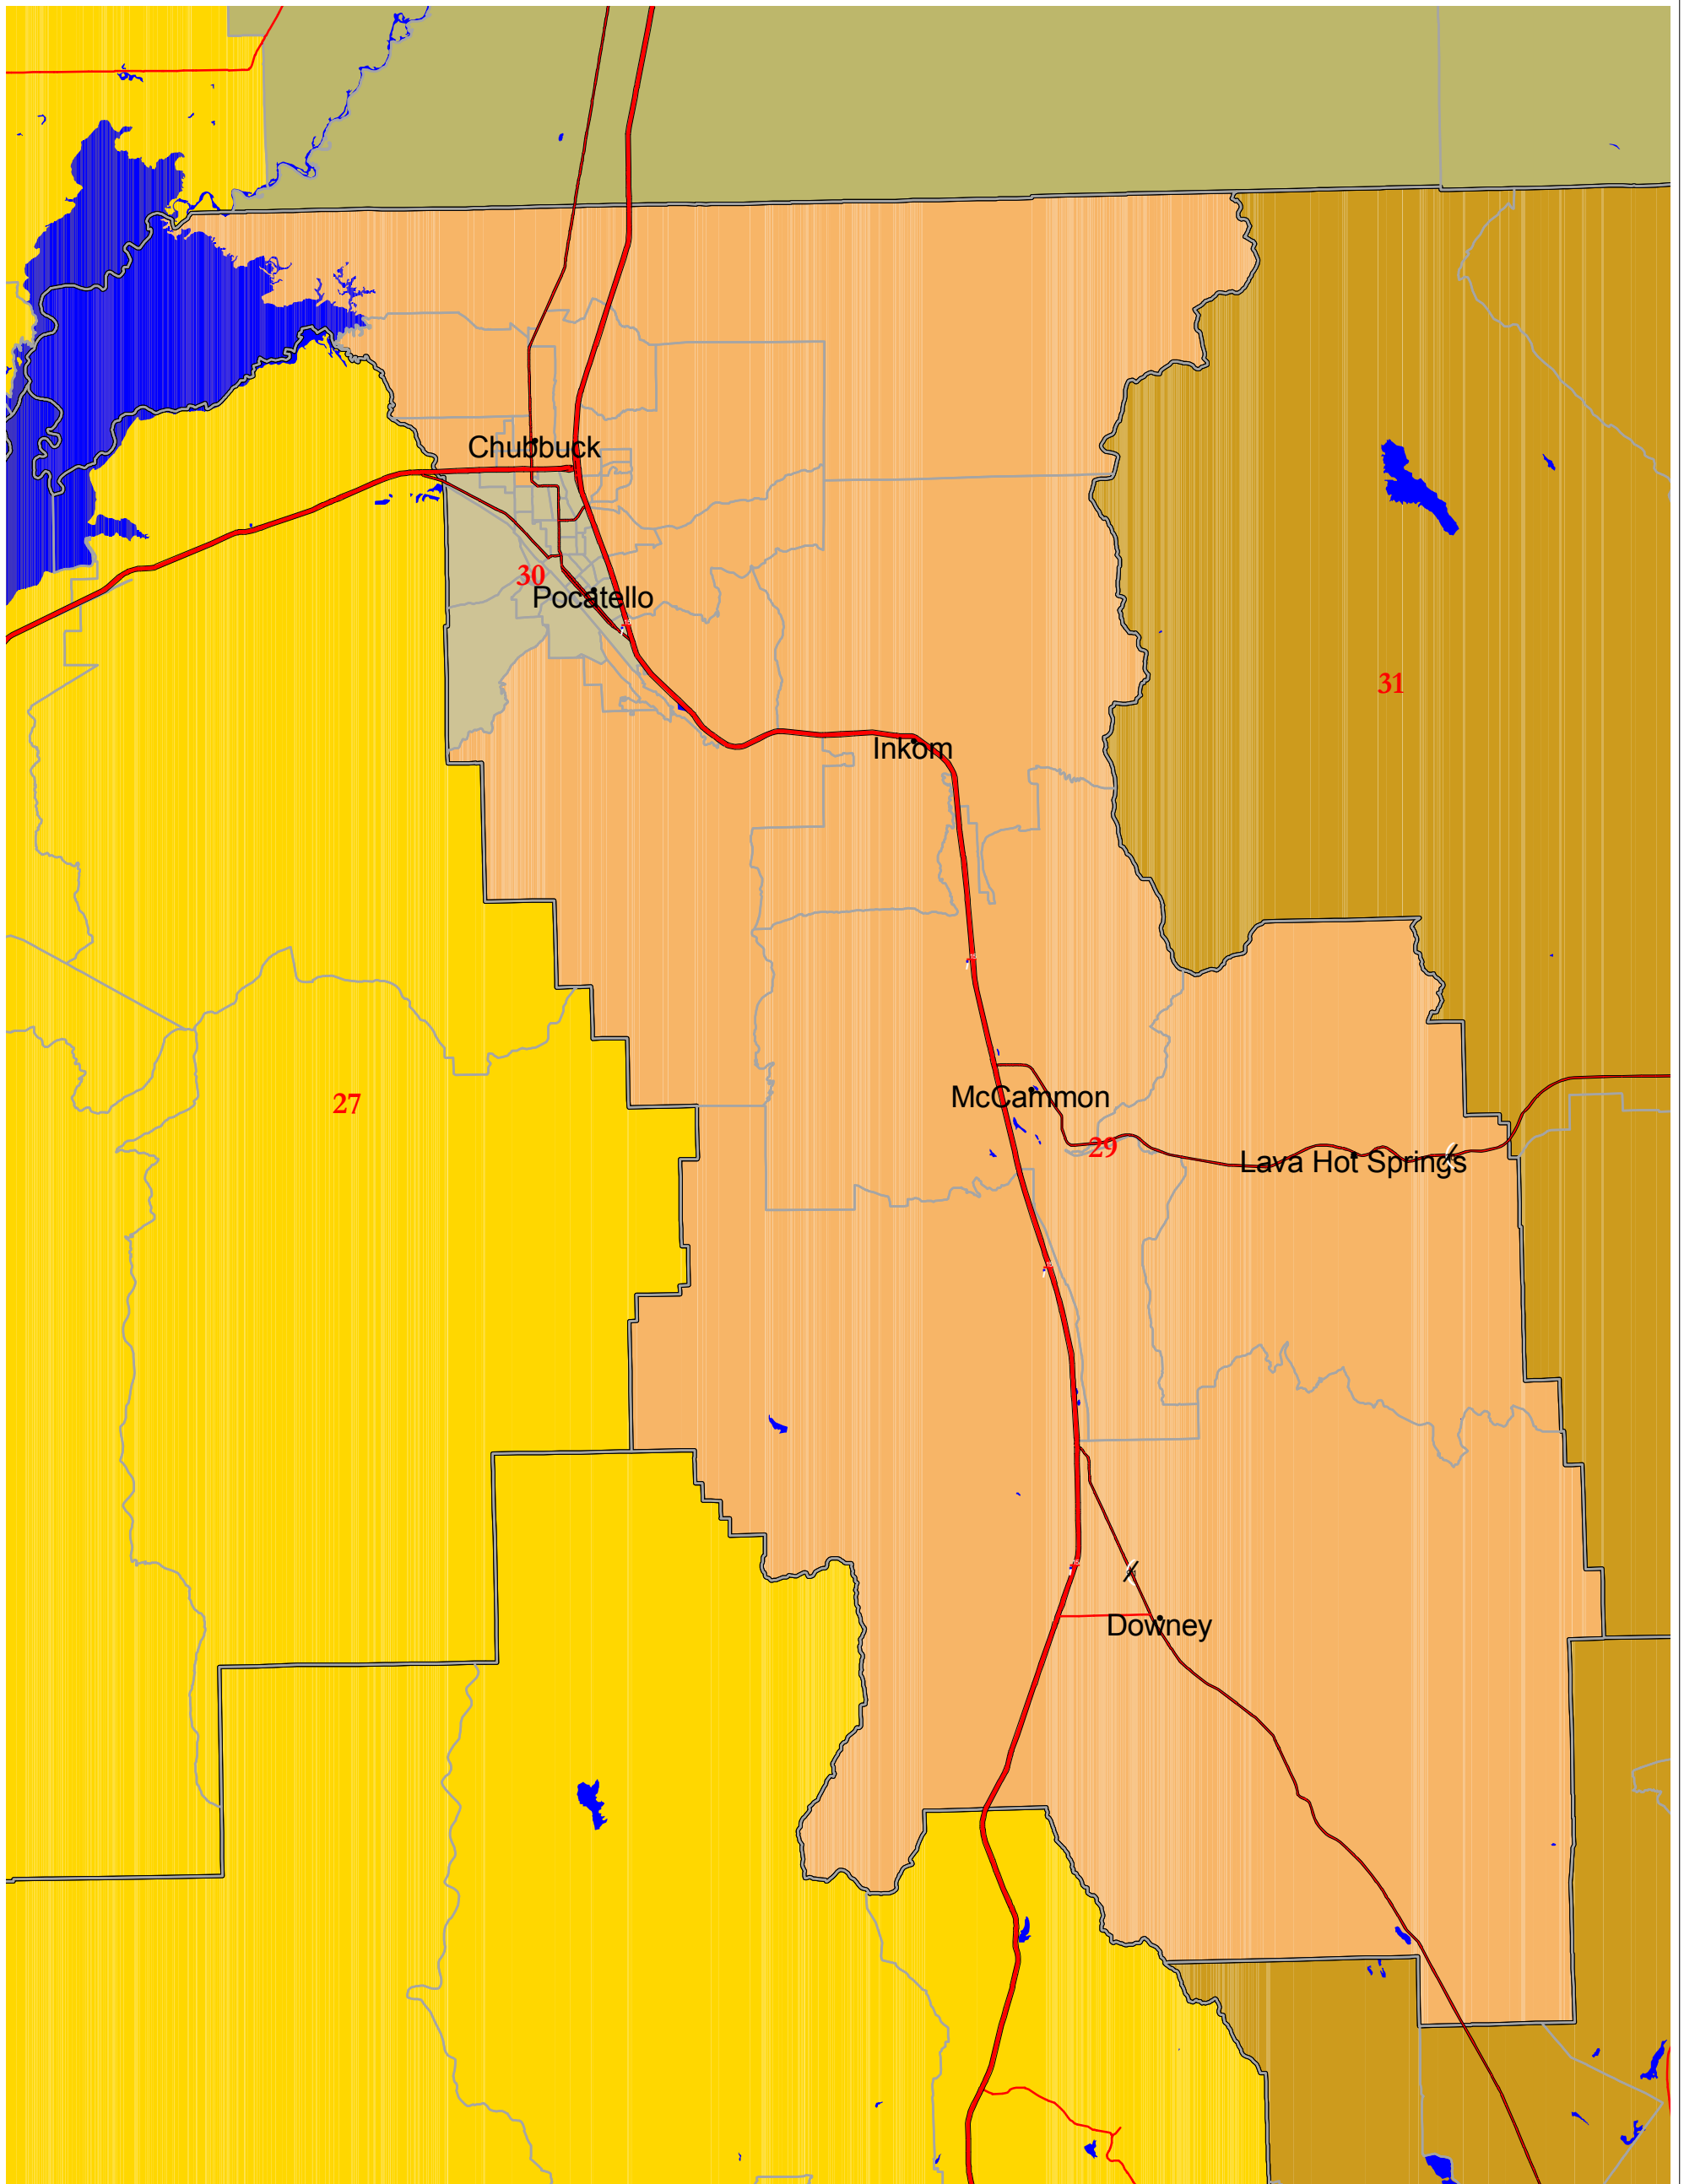 Chubbuck
30
Pocatello
31
Inkom
27
McCammon
29
Lava Hot Springs
Downey